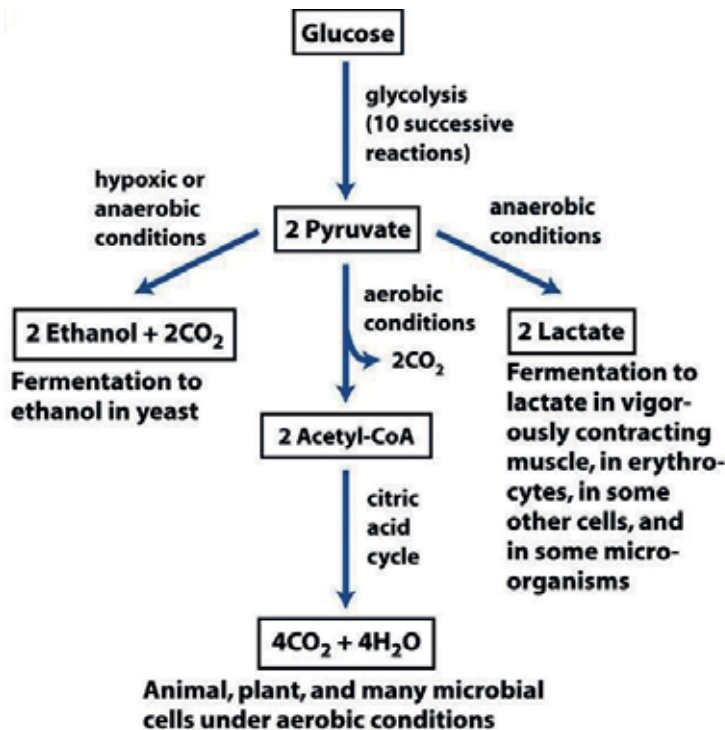 Glucose
glycolysis
(10 successive
reactions)
hypoxic or
anaerobic
conditions
2 Pyruvate
anaerobic
conditions
2 Ethanol + 2CO₂
Fermentation to
ethanol in yeast
aerobic
conditions
2CO₂
2 Lactate
Fermentation to
lactate in vigor-
ously contracting
muscle, in erythro-
cytes, in some
other cells, and
in some micro-
organisms
2 Acetyl-CoA
citric
acid
cycle
4CO₂ + 4H₂O
Animal, plant, and many microbial
cells under aerobic conditions